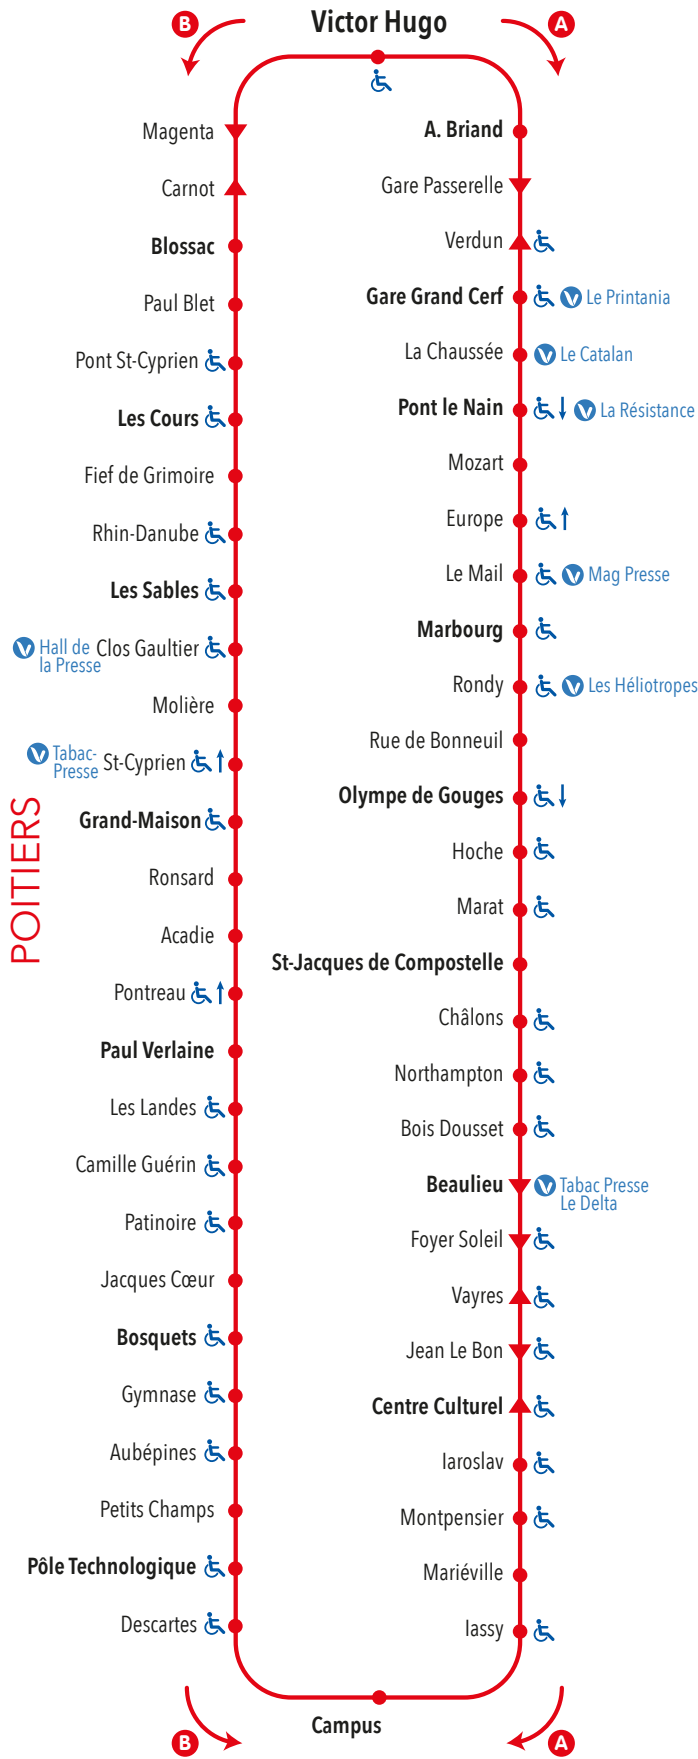 B
Victor Hugo
A
Magenta
Carnot
Blossac
Paul Blet
Pont St-Cyprien
Les Cours
Fief de Grimoire
Rhin-Danube
Les Sables
V Hall de
la Presse
Clos Gaultier
Molière
V Tabac-
Presse
St-Cyprien
Grand-Maison
Ronsard
Acadie
Pontreau
Paul Verlaine
Les Landes
Camille Guérin
Patinoire
Jacques Cœur
Bosquets
Gymnase
Aubépines
Petits Champs
Pôle Technologique
Descartes
POITIERS
A. Briand
Gare Passerelle
Verdun
Gare Grand Cerf V Le Printania
La Chaussée V Le Catalan
Pont le Nain V La Résistance
Mozart
Europe
Le Mail V Mag Presse
Marbourg
Rondy V Les Héliotropes
Rue de Bonneuil
Olympe de Gouges
Hoche
Marat
St-Jacques de Compostelle
Châlons
Northampton
Bois Dousset
Beaulieu V Tabac Presse
Le Delta
Foyer Soleil
Vayres
Jean Le Bon
Centre Culturel
Iaroslav
Montpensier
Mariéville
Iassy
Campus
B
A